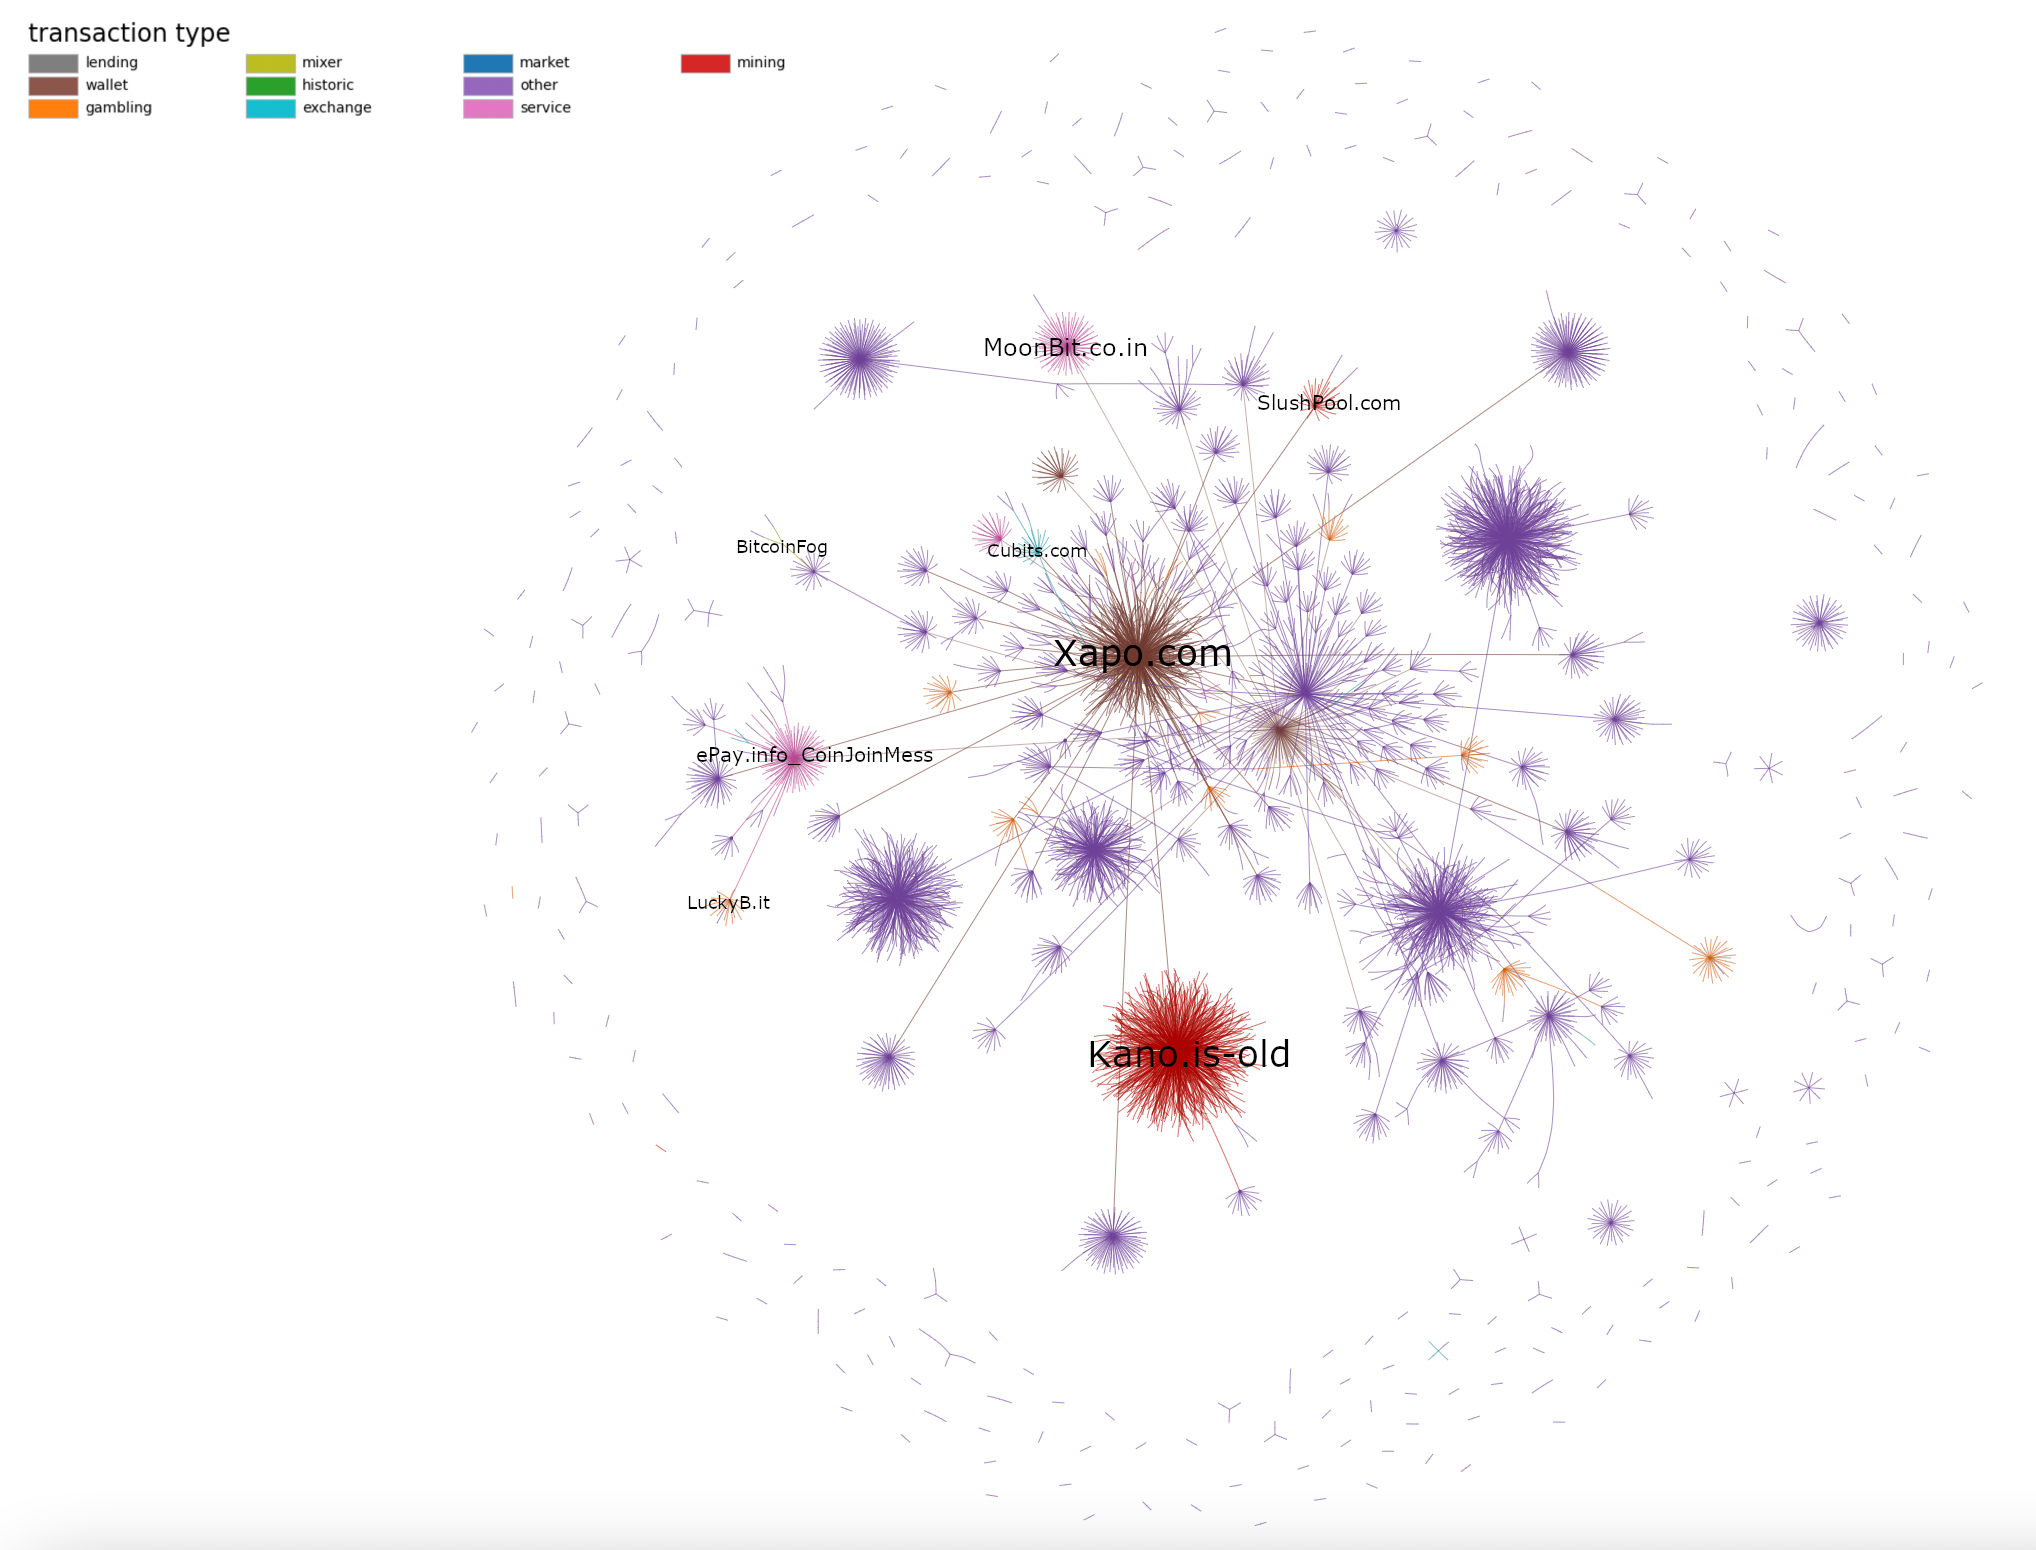 transaction type
lending
mixer
market
mining
wallet
historic
other
gambling
exchange
service
MoonBit.co.in
SlushPool.com
BitcoinFog
Cubits.com
Xapo.com
ePay.info_CoinJoinMess
LuckyB.it
Kano.is-old